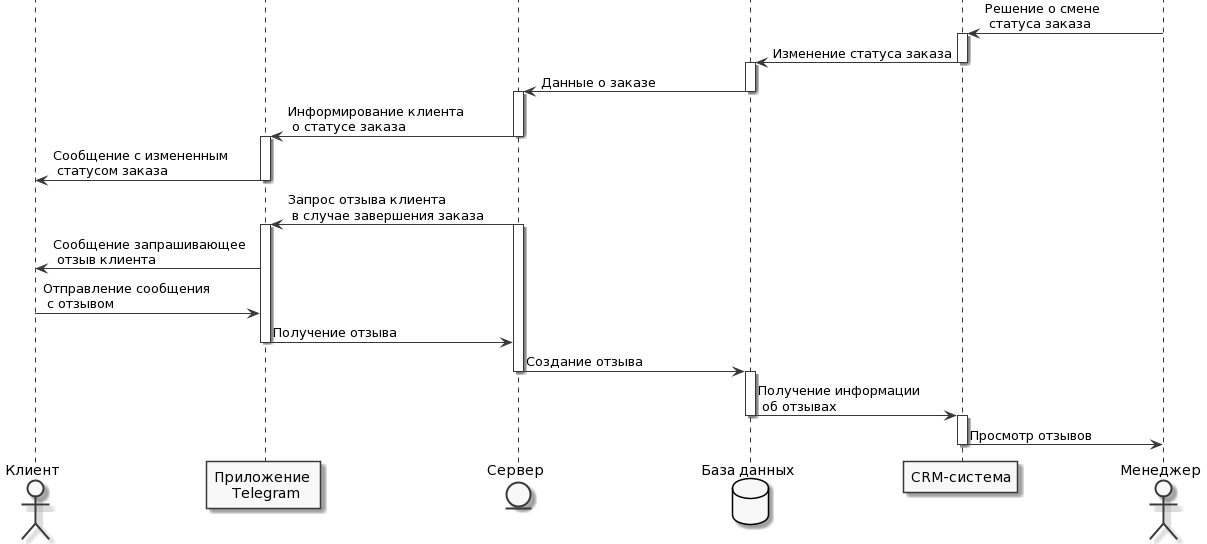 Решение о смене
статуса заказа
Изменение статуса заказа
Данные о заказе
Информирование клиента
о статусе заказа
Сообщение с измененным
статусом заказа
Запрос отзыва клиента
в случае завершения заказа
Сообщение запрашивающее
отзыв клиента
Отправление сообщения
с отзывом
Получение отзыва
Создание отзыва
Получение информации
об отзывах
Просмотр отзывов
Клиент
Приложение
Telegram
Сервер
База данных
CRM-система
Менеджер